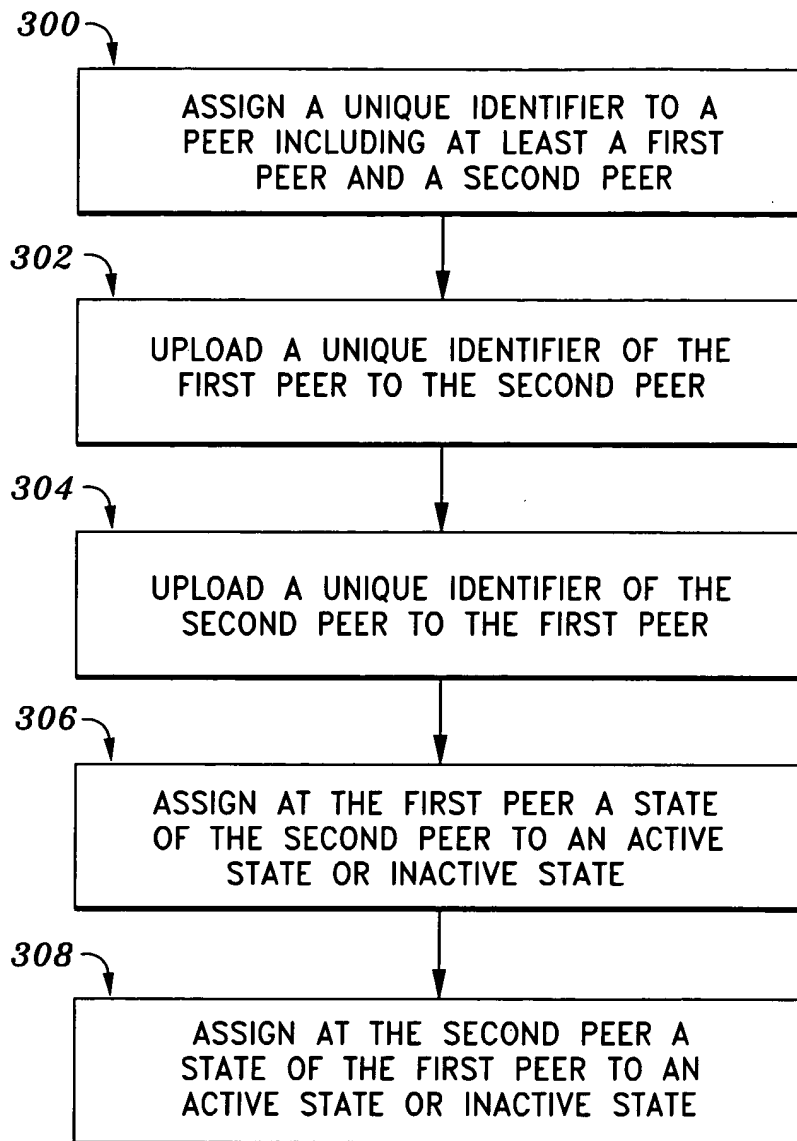 300
ASSIGN A UNIQUE IDENTIFIER TO A
PEER INCLUDING AT LEAST A FIRST
PEER AND A SECOND PEER
302
UPLOAD A UNIQUE IDENTIFIER OF THE
FIRST PEER TO THE SECOND PEER
304
UPLOAD A UNIQUE IDENTIFIER OF THE
SECOND PEER TO THE FIRST PEER
306
ASSIGN AT THE FIRST PEER A STATE
OF THE SECOND PEER TO AN ACTIVE
STATE OR INACTIVE STATE
308
ASSIGN AT THE SECOND PEER A
STATE OF THE FIRST PEER TO AN
ACTIVE STATE OR INACTIVE STATE